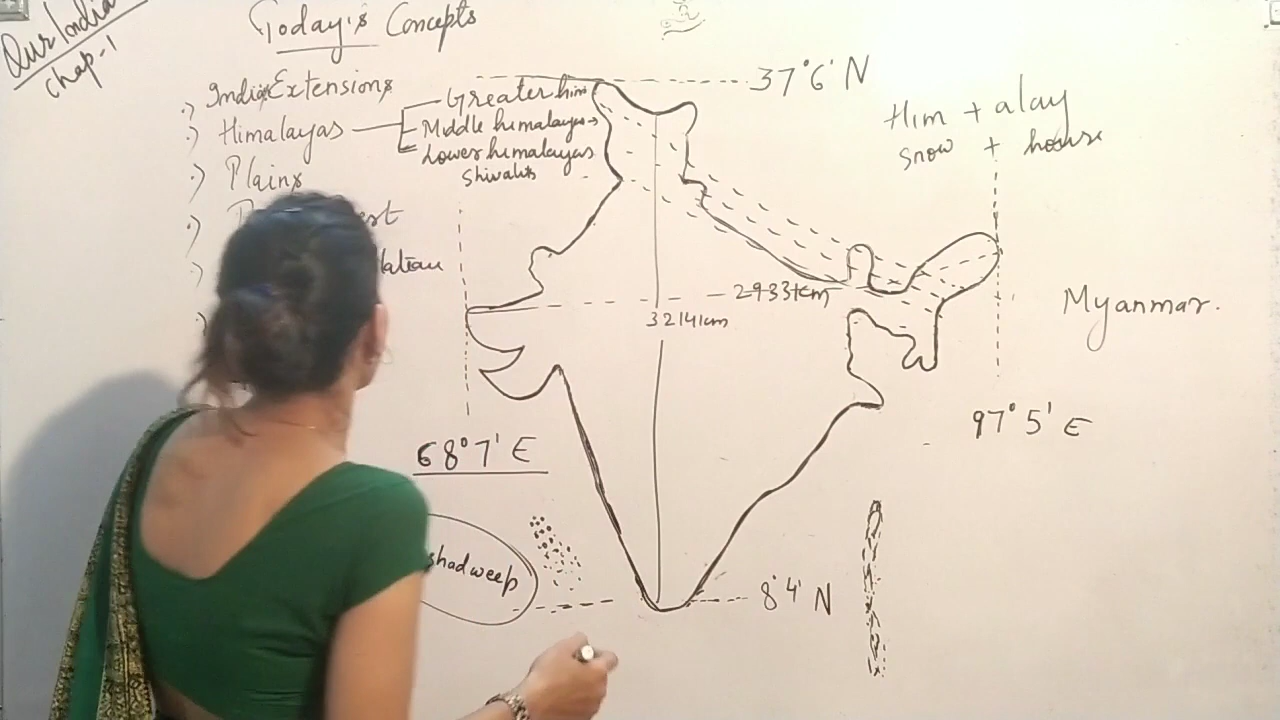 Our India
Chap-1
Today's Concepts
India Extensions
Himalayas
Greater him
Middle himalayas
Lower himalayas
Shivaliks
Plains
37°6' N
Him + alay
snow + house
2933km
3214km
Myanmar.
68°7' E
97°5' E
shadweep
8°4' N